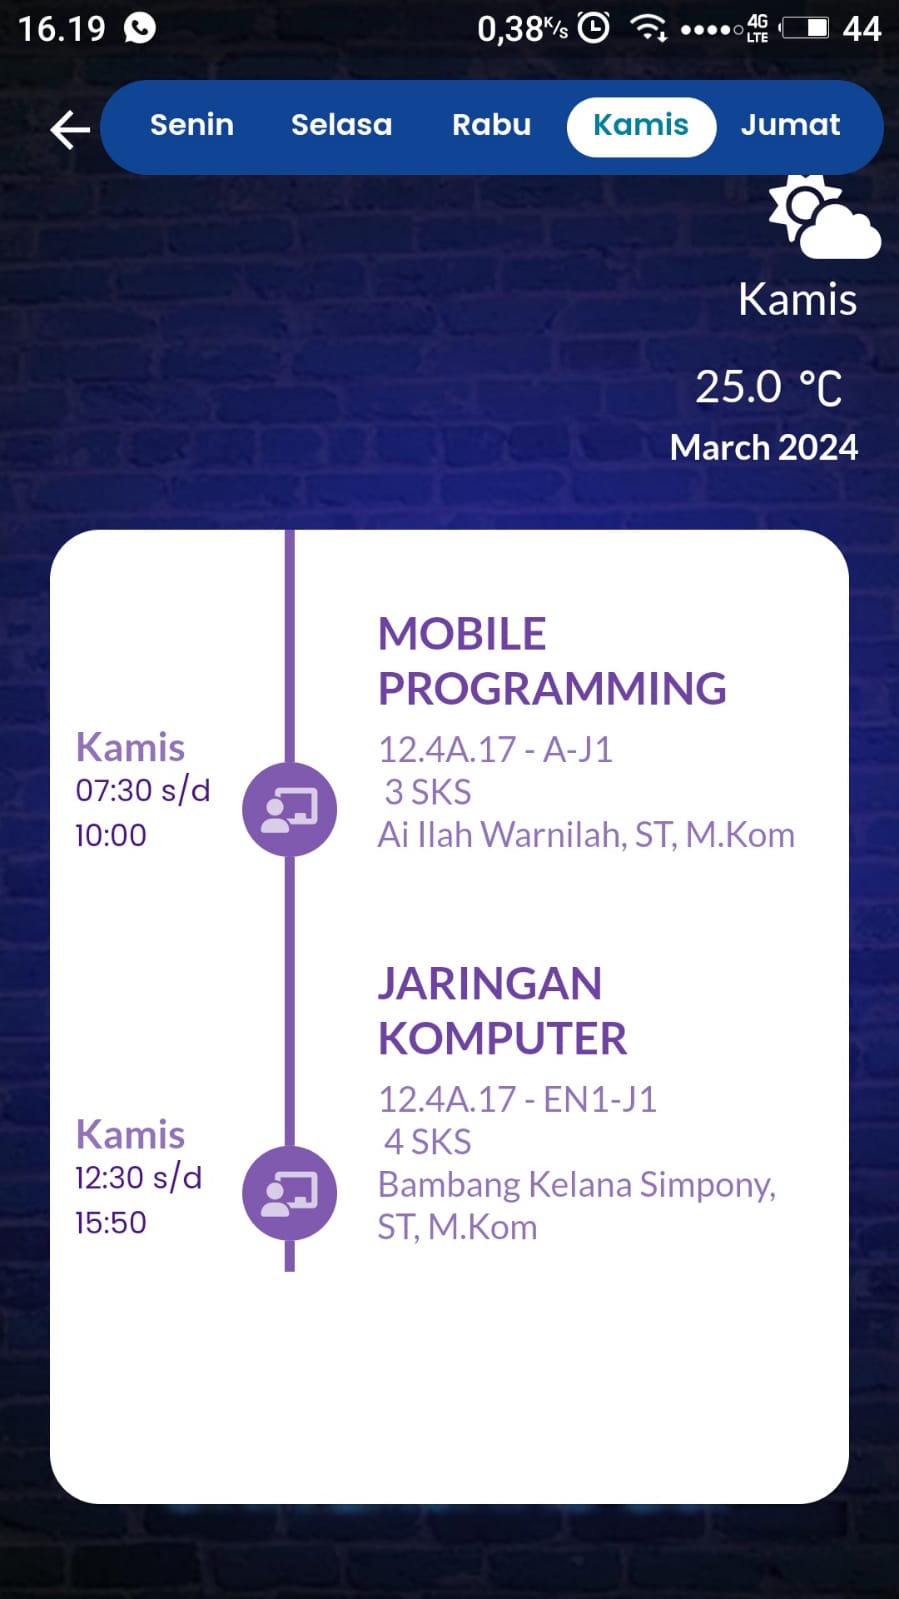 16.19 0,38K/s 4G LTE 44
Senin Selasa Rabu Kamis Jumat
Kamis
25.0 °C
March 2024
MOBILE
PROGRAMMING
Kamis
07:30 s/d
10:00
12.4A.17 - A-J1
3 SKS
Ai Ilah Warnilah, ST, M.Kom
JARINGAN
KOMPUTER
Kamis
12:30 s/d
15:50
12.4A.17 - EN1-J1
4 SKS
Bambang Kelana Simpony,
ST, M.Kom